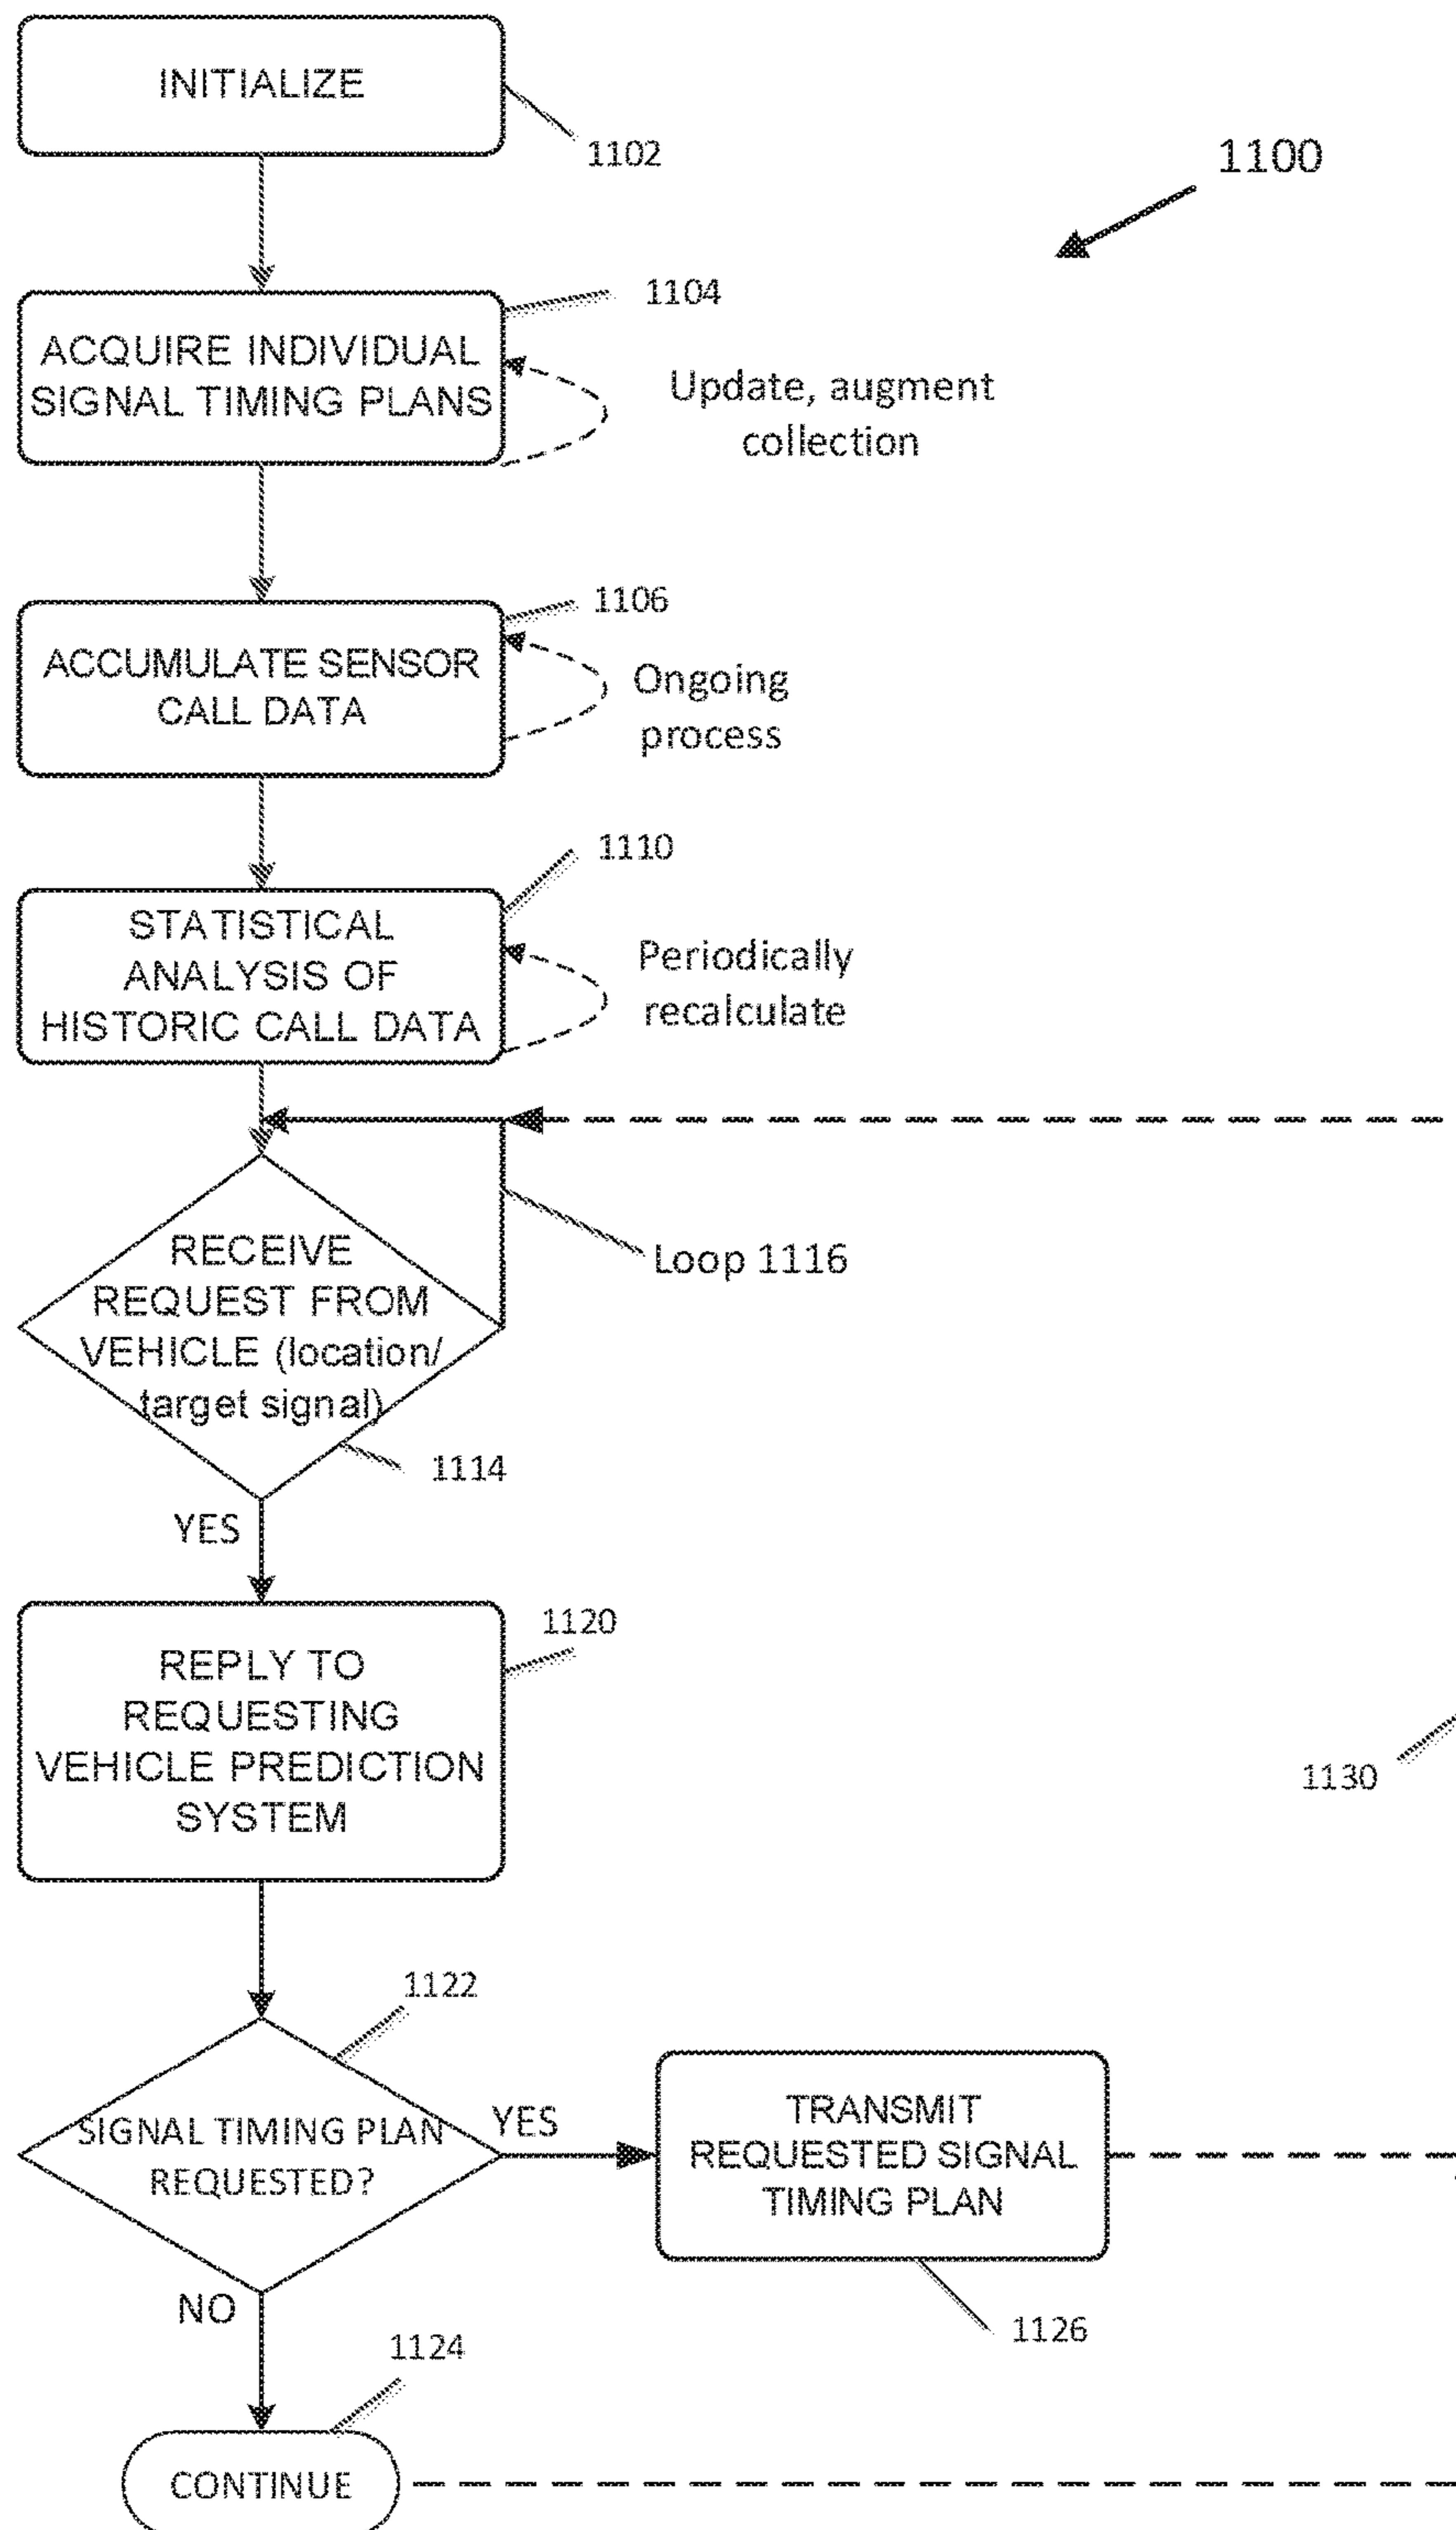 INITIALIZE
1102
1100
1104
ACQUIRE INDIVIDUAL
SIGNAL TIMING PLANS
Update, augment
collection
1106
ACCUMULATE SENSOR
CALL DATA
Ongoing
process
1110
STATISTICAL
ANALYSIS OF
HISTORIC CALL DATA
Periodically
recalculate
RECEIVE
REQUEST FROM
VEHICLE (location/
target signal)
Loop 1116
1114
YES
1120
REPLY TO
REQUESTING
VEHICLE PREDICTION
SYSTEM
1130
1122
SIGNAL TIMING PLAN
REQUESTED?
YES
TRANSMIT
REQUESTED SIGNAL
TIMING PLAN
1126
NO
1124
CONTINUE